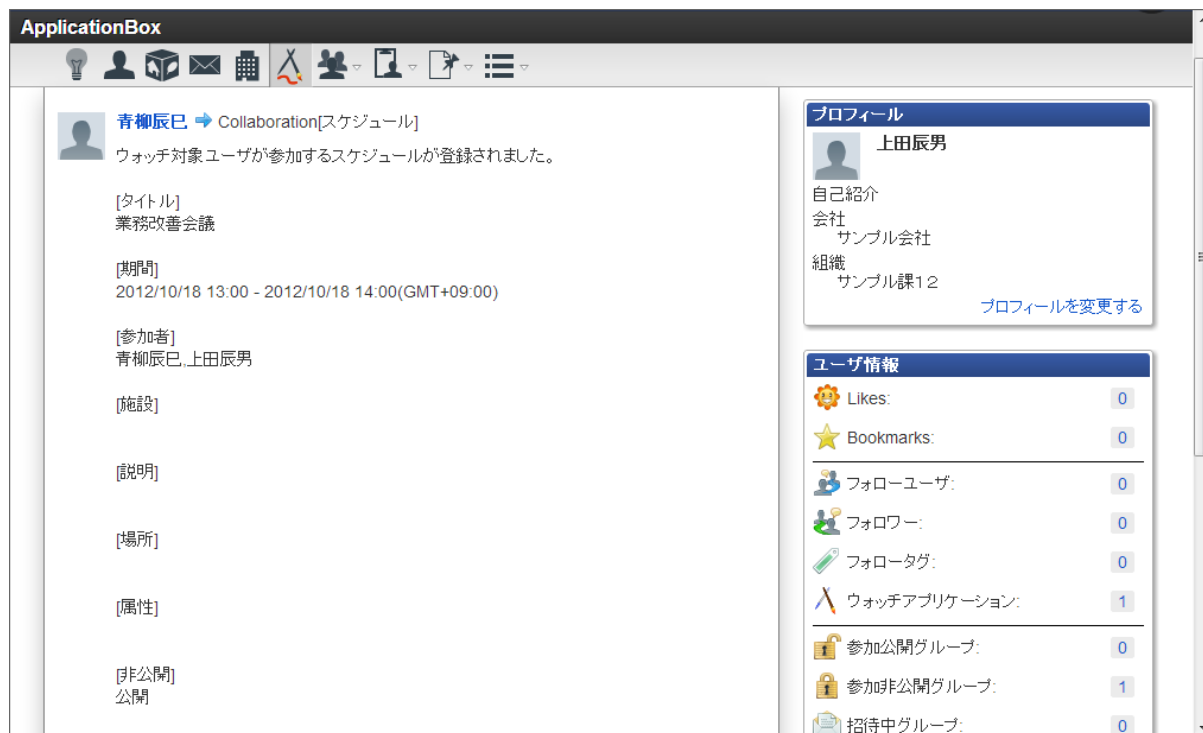 ApplicationBox
青柳辰巳 Collaboration[スケジュール]
ウォッチ対象ユーザが参加するスケジュールが登録されました。
[タイトル]
業務改善会議
[期間]
2012/10/18 13:00 - 2012/10/18 14:00(GMT+09:00)
[参加者]
青柳辰巳,上田辰男
[施設]
[説明]
[場所]
[属性]
[非公開]
公開
プロフィール
上田辰男
自己紹介
会社
サンプル会社
組織
サンプル課12
プロフィールを変更する
ユーザ情報
Likes: 0
Bookmarks: 0
フォローユーザ: 0
フォロワー: 0
フォロータグ: 0
ウォッチアプリケーション: 1
参加公開グループ: 0
参加非公開グループ: 1
招待中グループ: 0